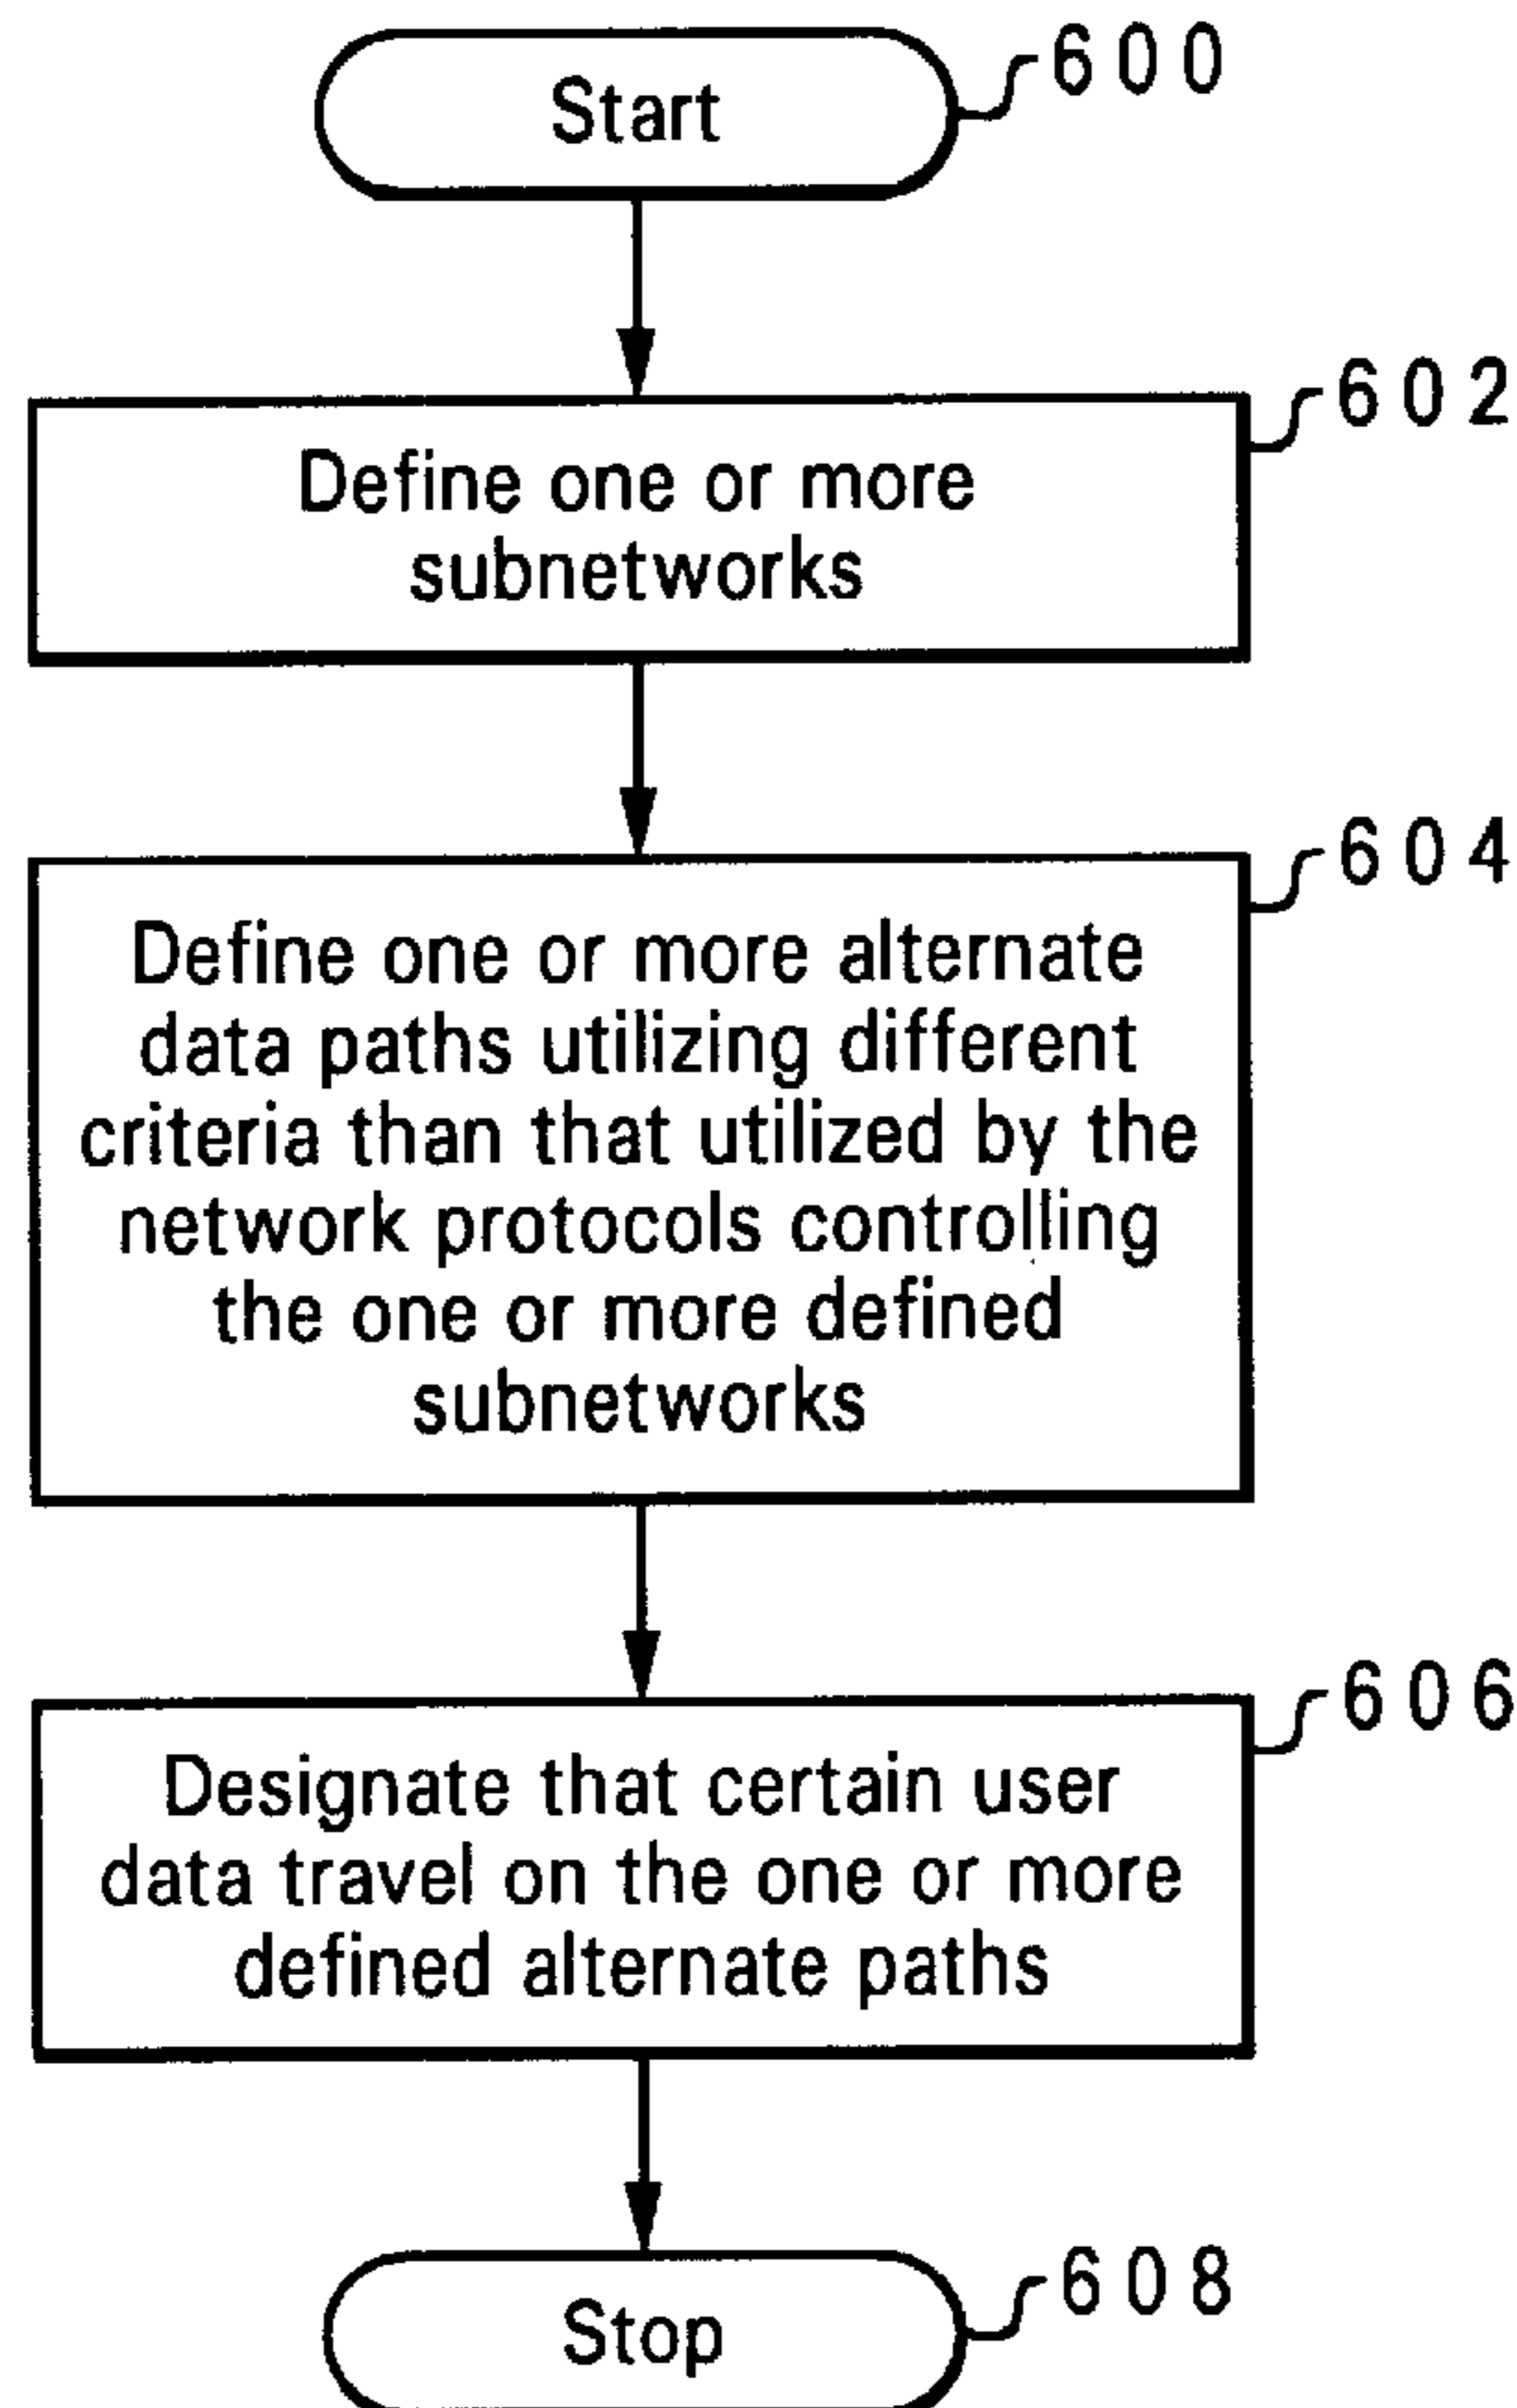 Start
600
602
Define one or more
subnetworks
604
Define one or more alternate
data paths utilizing different
criteria than that utilized by the
network protocols controlling
the one or more defined
subnetworks
606
Designate that certain user
data travel on the one or more
defined alternate paths
608
Stop